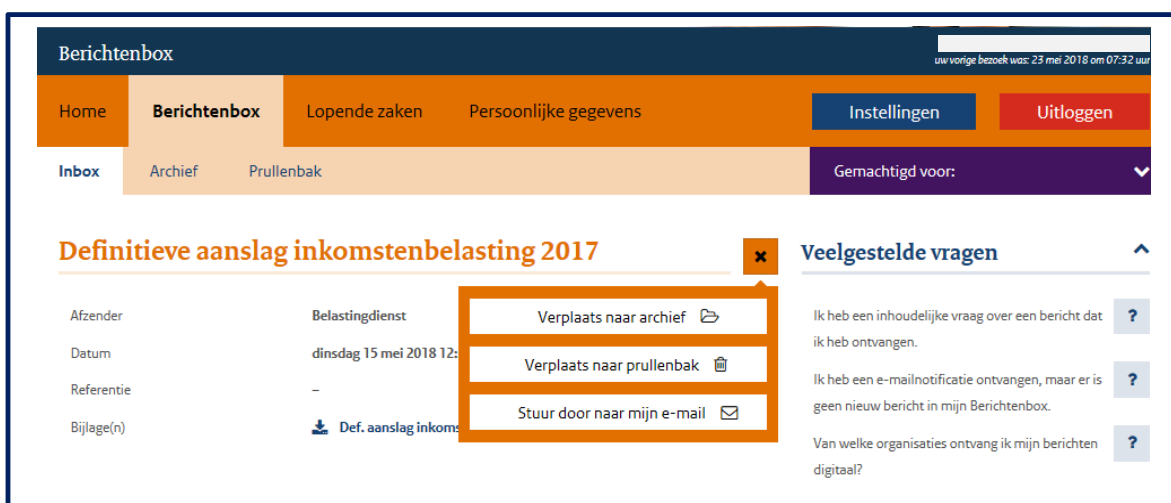 Berichtenbox
uw vorige bezoek was: 23 mei 2018 om 07:32 uur
Home Berichtenbox Lopende zaken Persoonlijke gegevens Instellingen Uitloggen
Inbox Archief Prullenbak Gemachtigd voor:
Definitieve aanslag inkomstenbelasting 2017
Afzender Belastingdienst
Datum dinsdag 15 mei 2018 12:
Referentie –
Bijlage(n) Def. aanslag inkoms
Verplaats naar archief
Verplaats naar prullenbak
Stuur door naar mijn e-mail
Veelgestelde vragen
Ik heb een inhoudelijke vraag over een bericht dat ?
ik heb ontvangen.
Ik heb een e-mailnotificatie ontvangen, maar er is ?
geen nieuw bericht in mijn Berichtenbox.
Van welke organisaties ontvang ik mijn berichten ?
digitaal?